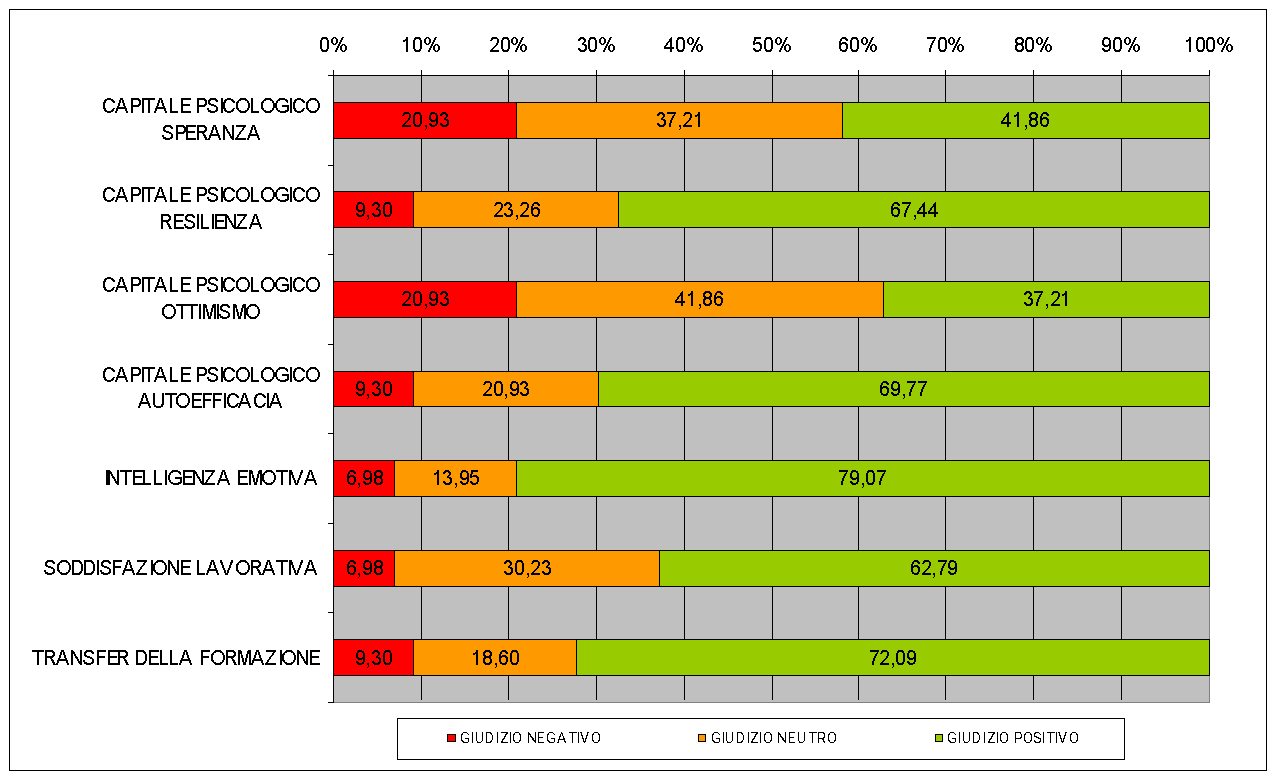 0% 10% 20% 30% 40% 50% 60% 70% 80% 90% 100%
CAPITALE PSICOLOGICO
SPERANZA
20,93 37,21 41,86
CAPITALE PSICOLOGICO
RESILIENZA
9,30 23,26 67,44
CAPITALE PSICOLOGICO
OTTIMISMO
20,93 41,86 37,21
CAPITALE PSICOLOGICO
AUTOEFFICACIA
9,30 20,93 69,77
INTELLIGENZA EMOTIVA
6,98 13,95 79,07
SODDISFAZIONE LAVORATIVA
6,98 30,23 62,79
TRANSFER DELLA FORMAZIONE
9,30 18,60 72,09
GIUDIZIO NEGATIVO GIUDIZIO NEUTRO GIUDIZIO POSITIVO